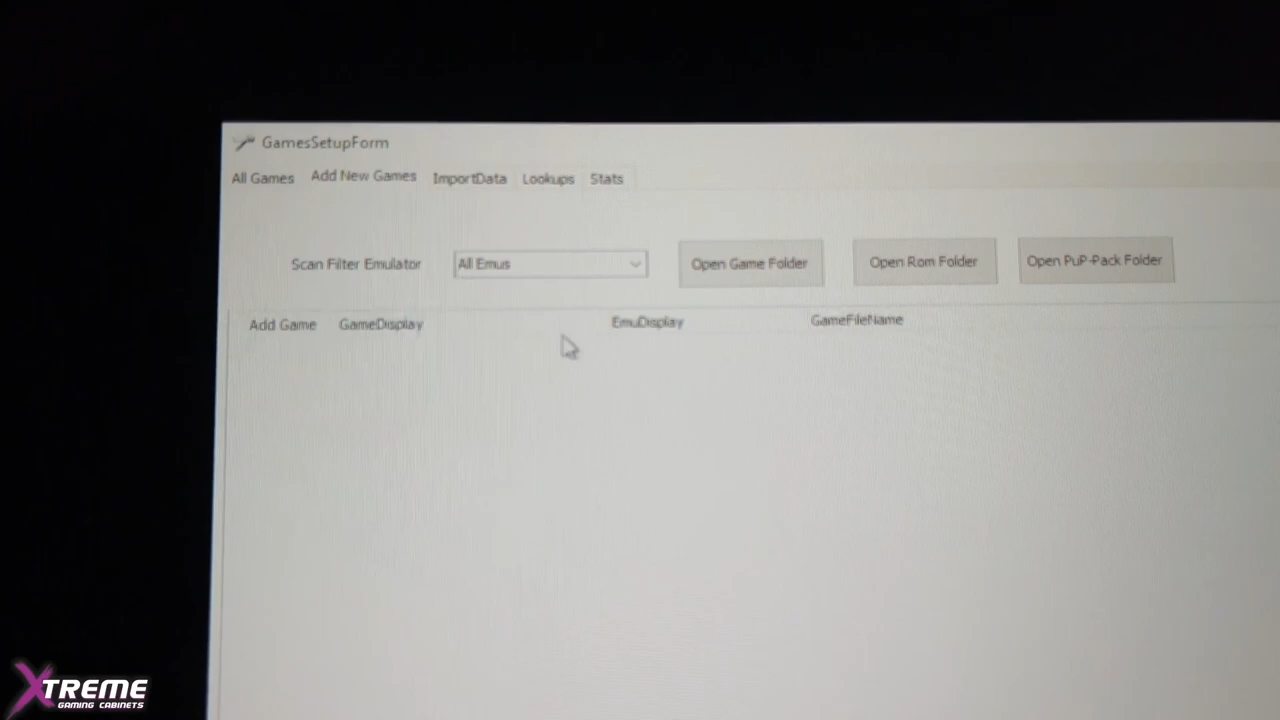 GamesSetupForm
All Games Add New Games ImportData Lookups Stats
Scan Filter Emulator All Emus Open Game Folder Open Rom Folder Open PuP-Pack Folder
Add Game GameDisplay EmuDisplay GameFileName
XTREME
GAMING CABINETS